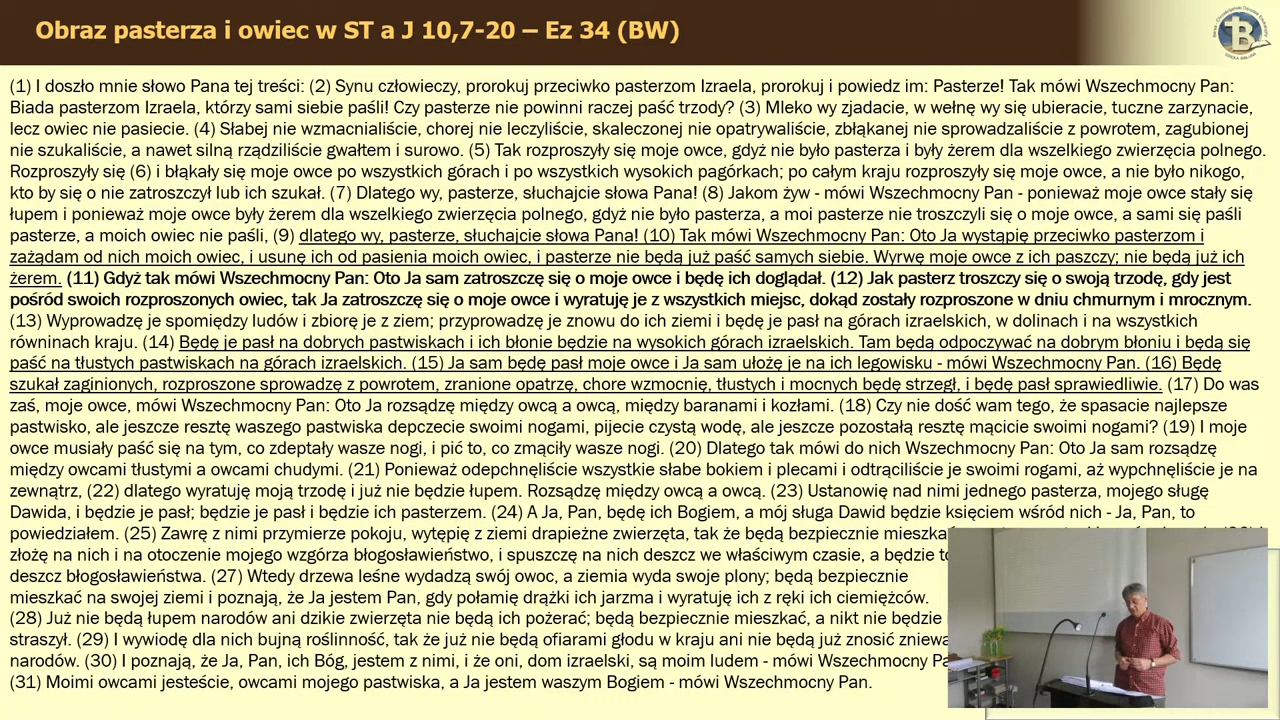 Obraz pasterza i owiec w ST a J 10,7-20 – Ez 34 (BW)
(1) I doszło mnie słowo Pana tej treści: (2) Synu człowieczy, prorokuj przeciwko pasterzom Izraela, prorokuj i powiedz im: Pasterze! Tak mówi Wszechmocny Pan:
Biada pasterzom Izraela, którzy sami siebie paśli! Czy pasterze nie powinni raczej paść trzody? (3) Mleko wy zjadacie, w wełnę wy się ubieracie, tuczne zarzynacie,
lecz owiec nie pasiecie. (4) Słabej nie wzmacnialiście, chorej nie leczyliście, skaleczonej nie opatrywaliście, zbłąkanej nie sprowadzaliście z powrotem, zagubionej
nie szukaliście, a nawet silną rządziliście gwałtem i surowo. (5) Tak rozproszyły się moje owce, gdyż nie było pasterza i były żerem dla wszelkiego zwierzęcia polnego.
Rozproszyły się (6) i błąkały się moje owce po wszystkich górach i po wszystkich wysokich pagórkach; po całym kraju rozproszyły się moje owce, a nie było nikogo,
kto by się o nie zatroszczył lub ich szukał. (7) Dlatego wy, pasterze, słuchajcie słowa Pana! (8) Jakom żyw - mówi Wszechmocny Pan - ponieważ moje owce stały się
łupem i ponieważ moje owce były żerem dla wszelkiego zwierzęcia polnego, gdyż nie było pasterza, a moi pasterze nie troszczyli się o moje owce, a sami się paśli
pasterze, a moich owiec nie paśli, (9) dlatego wy, pasterze, słuchajcie słowa Pana! (10) Tak mówi Wszechmocny Pan: Oto Ja wystąpię przeciwko pasterzom i
zażądam od nich moich owiec, i usunę ich od pasienia moich owiec, i pasterze nie będą już paść samych siebie. Wyrwę moje owce z ich paszczy; nie będą już ich
żerem. (11) Gdyż tak mówi Wszechmocny Pan: Oto Ja sam zatroszczę się o moje owce i będę ich doglądał. (12) Jak pasterz troszczy się o swoją trzodę, gdy jest
pośród swoich rozproszonych owiec, tak Ja zatroszczę się o moje owce i wyratuję je z wszystkich miejsc, dokąd zostały rozproszone w dniu chmurnym i mrocznym.
(13) Wyprowadzę je spomiędzy ludów i zbiorę je z ziem; przyprowadzę je znowu do ich ziemi i będę je pasł na górach izraelskich, w dolinach i na wszystkich
równinach kraju. (14) Będę je pasł na dobrych pastwiskach i ich błonie będzie na wysokich górach izraelskich. Tam będą odpoczywać na dobrym błoniu i będą się
paść na tłustych pastwiskach na górach izraelskich. (15) Ja sam będę pasł moje owce i Ja sam ułożę je na ich legowisku - mówi Wszechmocny Pan. (16) Będę
szukał zaginionych, rozproszone sprowadzę z powrotem, zranione opatrzę, chore wzmocnię, tłustych i mocnych będę strzegł, i będę pasł sprawiedliwie. (17) Do was
zaś, moje owce, mówi Wszechmocny Pan: Oto Ja rozsądzę między owcą a owcą, między baranami i kozłami. (18) Czy nie dość wam tego, że spasacie najlepsze
pastwisko, ale jeszcze resztę waszego pastwiska depczecie swoimi nogami, pijecie czystą wodę, ale jeszcze pozostałą resztę mącicie swoimi nogami? (19) I moje
owce musiały paść się na tym, co zdeptały wasze nogi, i pić to, co zmąciły wasze nogi. (20) Dlatego tak mówi do nich Wszechmocny Pan: Oto Ja sam rozsądzę
między owcami tłustymi a owcami chudymi. (21) Ponieważ odepchnęliście wszystkie słabe bokiem i plecami i odtrąciliście je swoimi rogami, aż wypchnęliście je na
zewnątrz, (22) dlatego wyratuję moją trzodę i już nie będzie łupem. Rozsądzę między owcą a owcą. (23) Ustanowię nad nimi jednego pasterza, mojego sługę
Dawida, i będzie je pasł; będzie je pasł i będzie ich pasterzem. (24) A Ja, Pan, będę ich Bogiem, a mój sługa Dawid będzie księciem wśród nich - Ja, Pan, to
powiedziałem. (25) Zawrę z nimi przymierze pokoju, wytępię z ziemi drapieżne zwierzęta, tak że będą bezpiecznie
złożę na nich i na otoczenie mojego wzgórza błogosławieństwo, i spuszczę na nich deszcz we właściwym czasie, a będzie
deszcz błogosławieństwa. (27) Wtedy drzewa leśne wydadzą swój owoc, a ziemia wyda swoje plony; będą bezpiecznie
mieszkać na swojej ziemi i poznają, że Ja jestem Pan, gdy połamię drążki ich jarzma i wyratuję ich z ręki ich ciemięzców.
(28) Już nie będą łupem narodów ani dzikie zwierzęta nie będą ich pożerać; będą bezpiecznie mieszkać, a nikt nie będzie
straszył. (29) I wywiodę dla nich bujną roślinność, tak że już nie będą ofiarami głodu w kraju ani nie będą już znosić
narodów. (30) I poznają, że Ja, Pan, ich Bóg, jestem z nimi, i że oni, dom izraelski, są moim ludem - mówi Wszechmocny
(31) Moimi owcami jesteście, owcami mojego pastwiska, a Ja jestem waszym Bogiem - mówi Wszechmocny Pan.